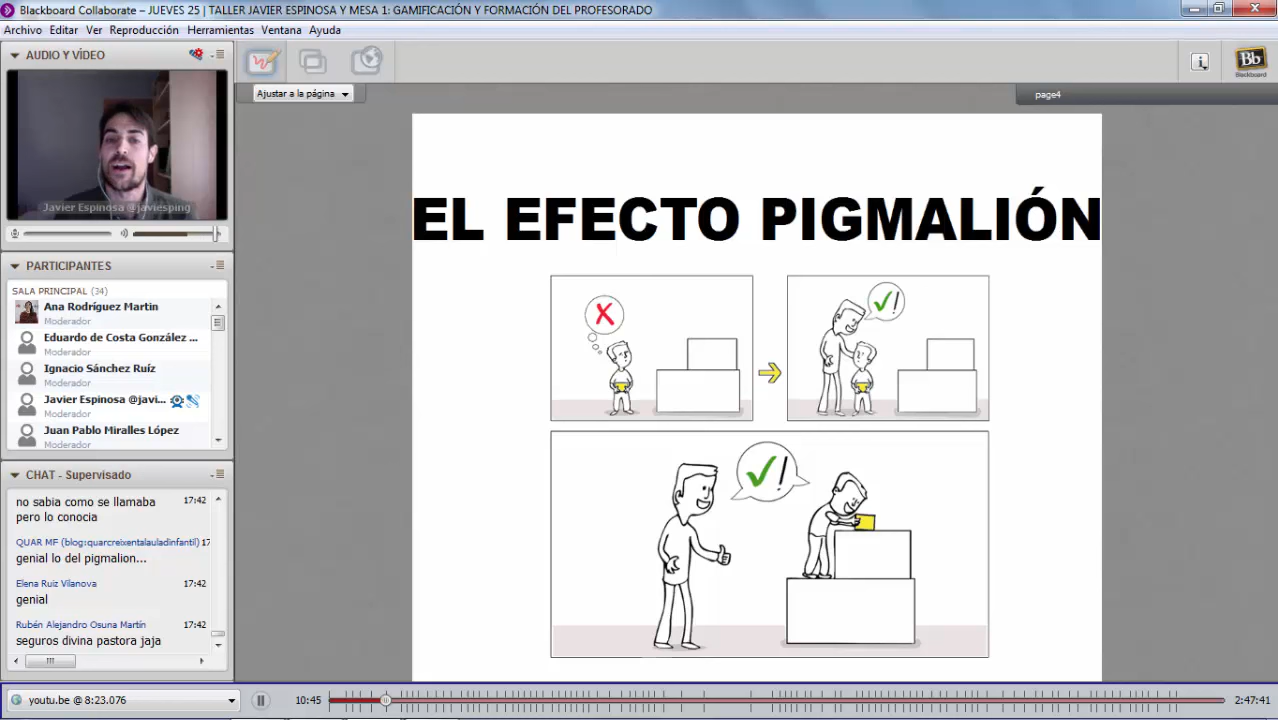 Blackboard Collaborate – JUEVES 25 | TALLER JAVIER ESPINOSA Y MESA 1: GAMIFICACIÓN Y FORMACIÓN DEL PROFESORADO
Archivo Editar Ver Reproducción Herramientas Ventana Ayuda
AUDIO Y VÍDEO
Javier Espinosa @javiesping
PARTICIPANTES
SALA PRINCIPAL (34)
Ana Rodríguez Martin
Moderador
Eduardo de Costa González ...
Moderador
Ignacio Sánchez Ruíz
Moderador
Javier Espinosa @javi...
Moderador
Juan Pablo Miralles López
Moderador
CHAT - Supervisado
no sabia como se llamaba 17:42
pero lo conocia
QUAR MF (blog:quarcreixentalauladinfantil) 17
genial lo del pigmalion...
Elena Ruiz Vilanova 17:42
genial
Rubén Alejandro Osuna Martín 17:42
seguros divina pastora jaja
Ajustar a la página
page4
i
Bb
Blackboard
EL EFECTO PIGMALIÓN
X
✓!
✓!
youtu.be @ 8:23.076
10:45
2:47:41